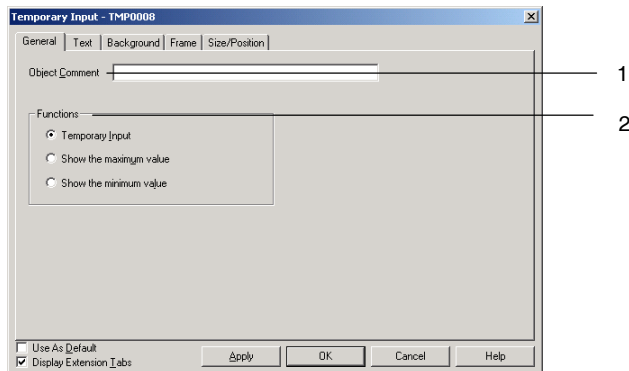 Temporary Input - TMP0008
General Text Background Frame Size/Position
Object Comment
1
Functions
2
Temporary Input
Show the maximum value
Show the minimum value
Use As Default
Display Extension Tabs
Apply OK Cancel Help